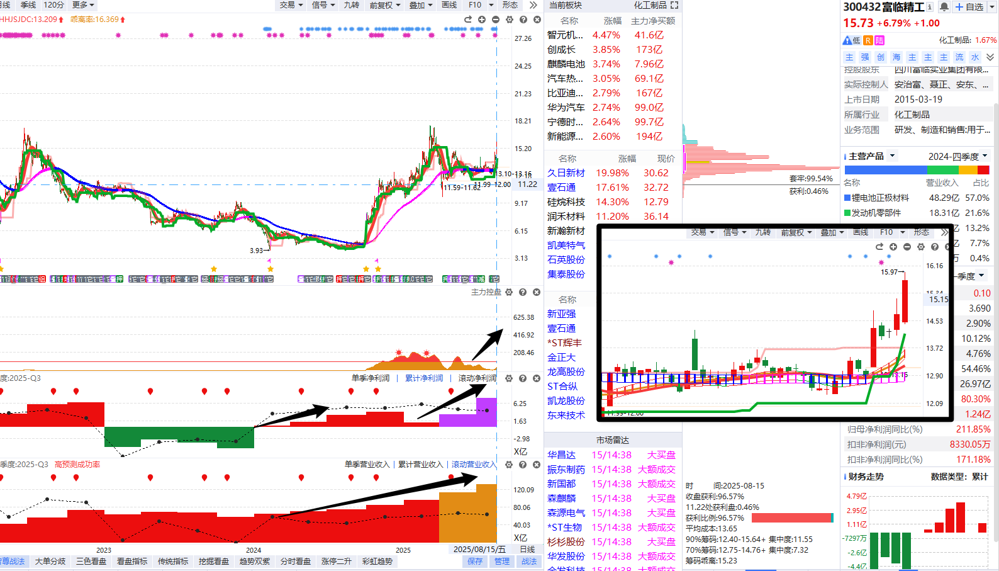 日线 季线 120分 更多 交易 信号 九转 前复权 叠加 画线 F10 形态
HHJSJDC:13.209 乖离率:16.369
27.26
24.25
21.23
18.21
15.20
11.22
9.17
6.15
3.13
13.10-13.16
11.59-11.62
11.99-12.00
3.93
主力控盘
625.38
416.92
208.46
度:2025-Q3 单季净利润 | 累计净利润 | 滚动净利润
6.25
1.63
-2.98
X亿
季度:2025-Q3 高预测成功率 单季营业收入 | 累计营业收入 | 滚动营业收入
120.09
80.06
40.03
X亿
2023 2024 2025 2025/08/15/五 日线
智尊战法 大单分歧 三色看盘 看盘指标 传统指标 挖掘看盘 趋势双紫 分时看盘 涨停二升 彩虹趋势 保存 管理 战法
当前板块 化工制品
名称 涨幅 主力净买额
智元机... 4.47% 41.6亿
创成长 3.85% 173亿
麒麟电池 3.74% 7.96亿
汽车热... 3.05% 69.1亿
比亚迪... 2.79% 167亿
华为汽车 2.74% 99.0亿
宁德时... 2.64% 99.7亿
新能源... 2.60% 194亿
名称 涨幅 现价
久日新材 19.98% 30.62
壹石通 17.61% 32.72
硅烷科技 14.30% 12.79
润禾材料 11.20% 36.14
新瀚新材
凯美特气
石英股份
集泰股份
名称
新亚强
壹石通
*ST辉丰
金正大
龙高股份
ST合纵
凯龙股份
东来技术
市场雷达
华昌达 15/14:38 大买盘
振东制药 15/14:38 大额成交
新国都 15/14:38 大额成交
森麒麟 15/14:38 大买盘
森源电气 15/14:38 大买盘
*ST生物 15/14:38 大额成交
杉杉股份 15/14:38 大买盘
华发股份 15/14:38 大额成交
金发科技 15/14:38 大额成交
套牢:99.54%
获利:0.46%
交易 信号 九转 前复权 叠加 画线 F10 形态
15.97
16.16
15.34
15.15
14.53
13.72
12.90
12.09
13.16
11.99-12.00
时 间:2025-08-15
收盘获利:96.57%
11.22处获利盘:0.46%
获利比例:96.57%
平均成本:13.65
90%筹码:12.40-15.64+ 集中度:11.55
70%筹码:12.75-14.76+ 集中度:7.32
筹码乖离:15.23
300432富临精工 自选
15.73 +6.79% +1.00
低 R 陆 化工制品: 1.67%
主 强 创 海 主 主 主 流 水
控股股东 四川富临实业集团有限...
实际控制人 安治富、聂正、安东、...
上市日期 2015-03-19
所属行业 化工制品
业务范围 研发、制造和销售:用于...
主营产品 2024-四季度
名称 营业收入 占比
锂电池正极材料 48.29亿 57.0%
发动机零部件 18.31亿 21.6%
亿 13.2%
亿 7.7%
万 0.4%
一季度
0.10
3.690
2.90%
10.12%
4.76%
54.46%
26.97亿
80.30%
1.24亿
归母净利润同比(%) 211.85%
扣非净利润(元) 8330.05万
扣非净利润同比(%) 171.18%
财务走势 数据类型：累计
4.79亿
2.95亿
1.11亿
-7297万
-2.6亿
-4.4亿